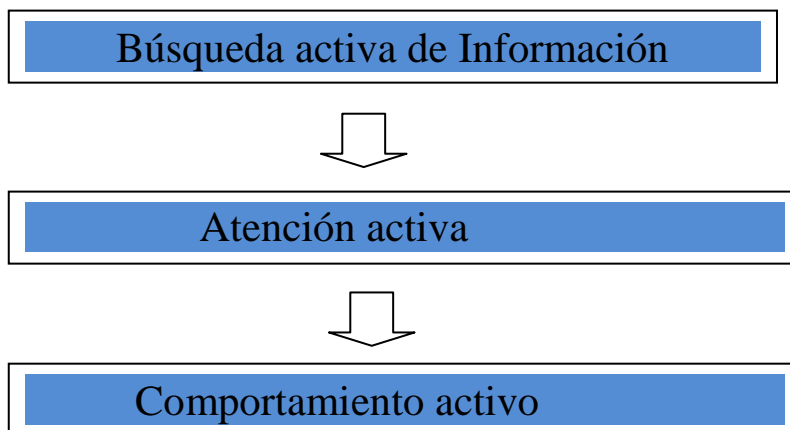 Búsqueda activa de Información
Atención activa
Comportamiento activo